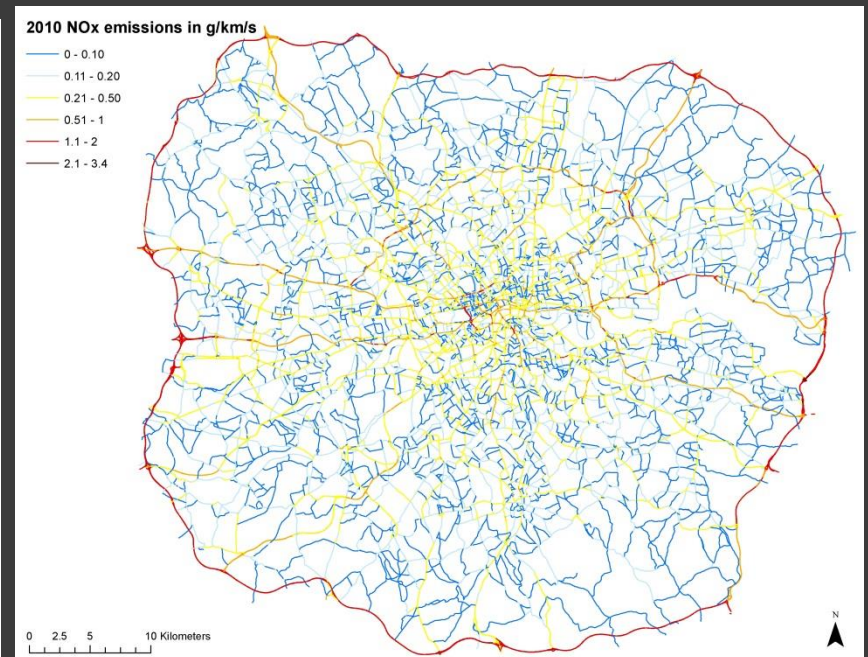 2010 NOx emissions in g/km/s
0 - 0.10
0.11 - 0.20
0.21 - 0.50
0.51 - 1
1.1 - 2
2.1 - 3.4
0 2.5 5 10 Kilometers
N